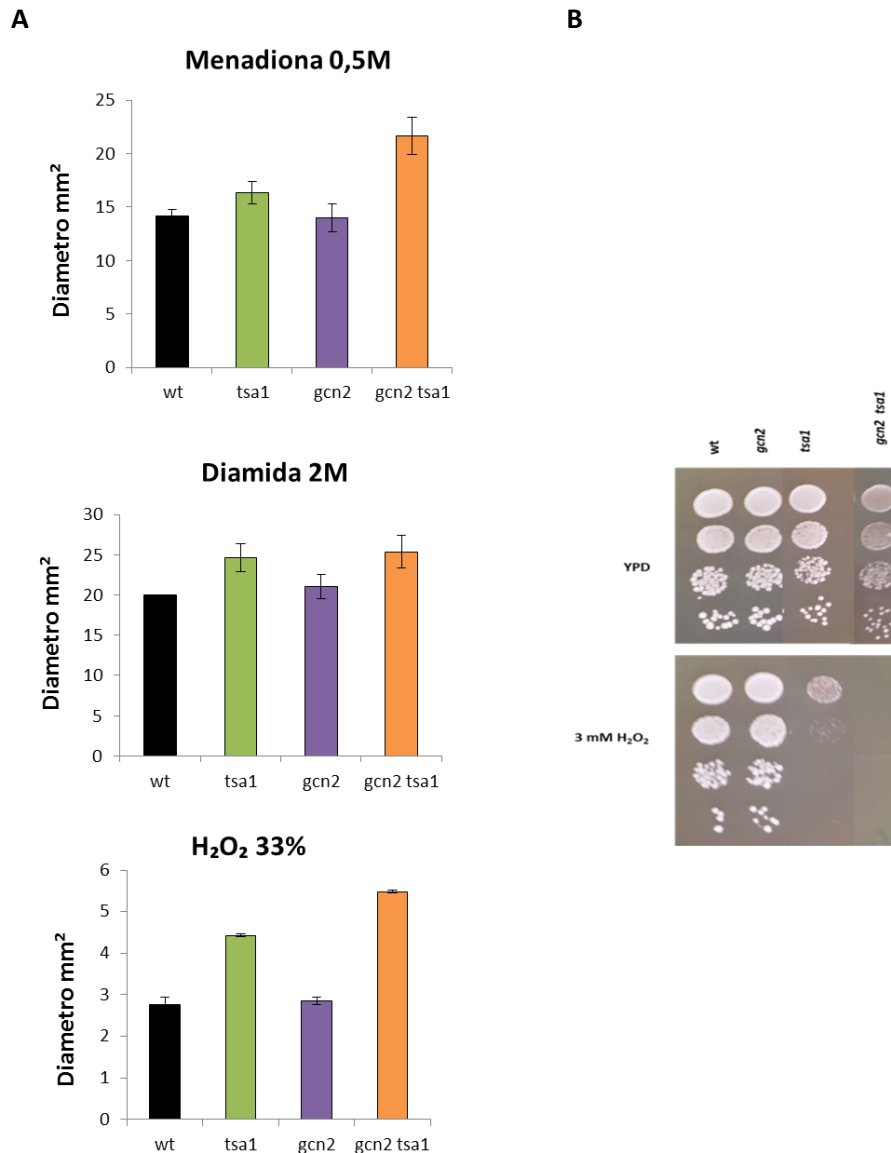 A
B
Menadiona 0,5M
Diametro mm²
25
20
15
10
5
0
wt
tsa1
gcn2
gcn2 tsa1
Diamida 2M
Diametro mm²
30
25
20
15
10
5
0
wt
tsa1
gcn2
gcn2 tsa1
H₂O₂ 33%
Diametro mm²
6
5
4
3
2
1
0
wt
tsa1
gcn2
gcn2 tsa1
wt
gcn2
tsa1
gcn2 tsa1
YPD
3 mM H₂O₂